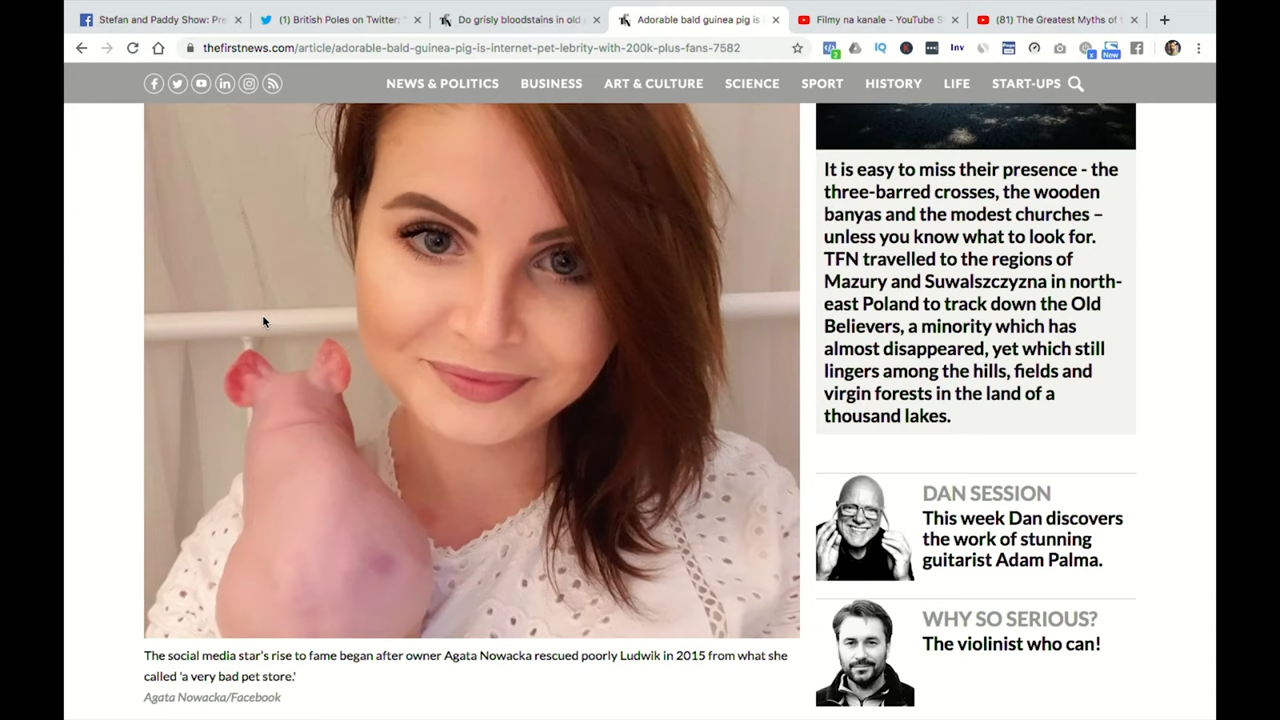 Stefan and Paddy Show: Pre
(1) British Poles on Twitter: "
Do grisly bloodstains in old
Adorable bald guinea pig is
Filmy na kanale - YouTube S
(81) The Greatest Myths of t
thefirstnews.com/article/adorable-bald-guinea-pig-is-internet-pet-lebrity-with-200k-plus-fans-7582
2 IQ Inv New
NEWS & POLITICS BUSINESS ART & CULTURE SCIENCE SPORT HISTORY LIFE START-UPS
It is easy to miss their presence - the
three-barred crosses, the wooden
banyas and the modest churches –
unless you know what to look for.
TFN travelled to the regions of
Mazury and Suwalszczyzna in north-
east Poland to track down the Old
Believers, a minority which has
almost disappeared, yet which still
lingers among the hills, fields and
virgin forests in the land of a
thousand lakes.
DAN SESSION
This week Dan discovers
the work of stunning
guitarist Adam Palma.
WHY SO SERIOUS?
The violinist who can!
The social media star's rise to fame began after owner Agata Nowacka rescued poorly Ludwik in 2015 from what she
called 'a very bad pet store.'
Agata Nowacka/Facebook